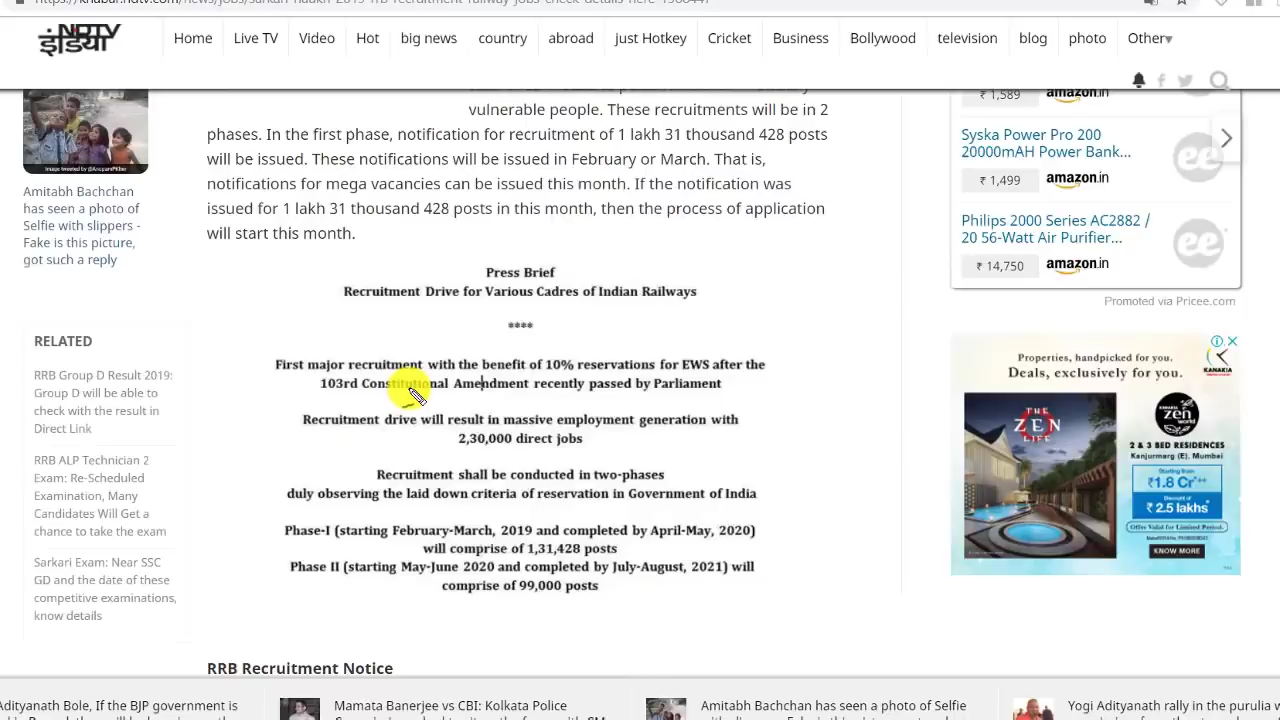 NDTV
इंडिया
Home Live TV Video Hot big news country abroad just Hotkey Cricket Business Bollywood television blog photo Other
Image tweeted by @AnupamPKher
Amitabh Bachchan
has seen a photo of
Selfie with slippers -
Fake is this picture,
got such a reply
RELATED
RRB Group D Result 2019:
Group D will be able to
check with the result in
Direct Link
RRB ALP Technician 2
Exam: Re-Scheduled
Examination, Many
Candidates Will Get a
chance to take the exam
Sarkari Exam: Near SSC
GD and the date of these
competitive examinations,
know details
vulnerable people. These recruitments will be in 2
phases. In the first phase, notification for recruitment of 1 lakh 31 thousand 428 posts
will be issued. These notifications will be issued in February or March. That is,
notifications for mega vacancies can be issued this month. If the notification was
issued for 1 lakh 31 thousand 428 posts in this month, then the process of application
will start this month.
Press Brief
Recruitment Drive for Various Cadres of Indian Railways
****
First major recruitment with the benefit of 10% reservations for EWS after the
103rd Constitutional Amendment recently passed by Parliament
Recruitment drive will result in massive employment generation with
2,30,000 direct jobs
Recruitment shall be conducted in two-phases
duly observing the laid down criteria of reservation in Government of India
Phase-I (starting February-March, 2019 and completed by April-May, 2020)
will comprise of 1,31,428 posts
Phase II (starting May-June 2020 and completed by July-August, 2021) will
comprise of 99,000 posts
RRB Recruitment Notice
₹ 1,589 amazon.in
Syska Power Pro 200
20000mAH Power Bank...
₹ 1,499 amazon.in
Philips 2000 Series AC2882 /
20 56-Watt Air Purifier...
₹ 14,750 amazon.in
Promoted via Pricee.com
Properties, handpicked for you.
Deals, exclusively for you.
KANAKIA
THE
ZEN
LIFE
KANAKIA
zen
world
2 & 3 BED RESIDENCES
Kanjurmarg (E), Mumbai
Starting from
₹1.8 Cr*++
Discount of
₹ 2.5 lakhs*
Offer Valid for Limited Period.
KNOW MORE
Adityanath Bole, If the BJP government is
Mamata Banerjee vs CBI: Kolkata Police
Amitabh Bachchan has seen a photo of Selfie
Yogi Adityanath rally in the purulia